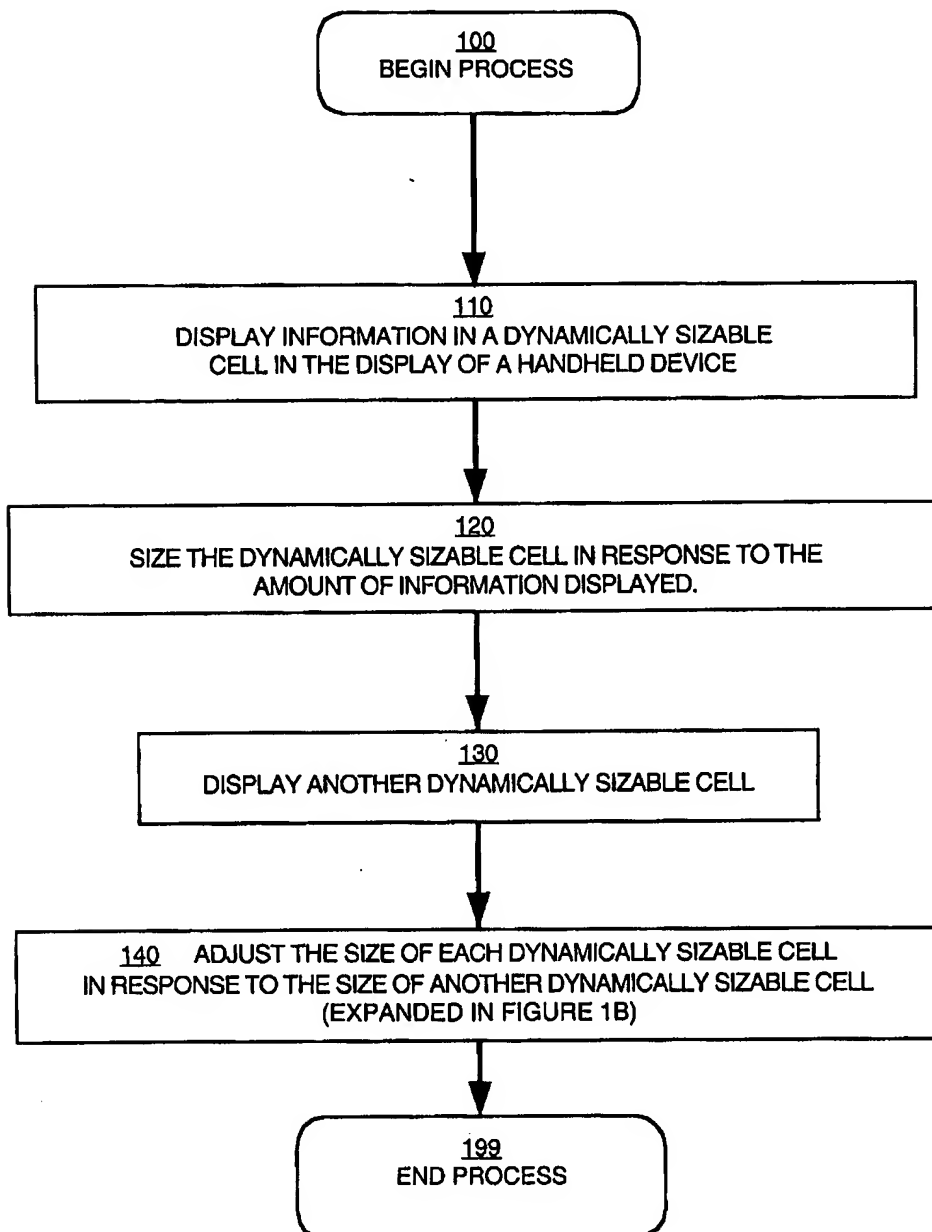 100
BEGIN PROCESS
110
DISPLAY INFORMATION IN A DYNAMICALLY SIZABLE
CELL IN THE DISPLAY OF A HANDHELD DEVICE
120
SIZE THE DYNAMICALLY SIZABLE CELL IN RESPONSE TO THE
AMOUNT OF INFORMATION DISPLAYED.
130
DISPLAY ANOTHER DYNAMICALLY SIZABLE CELL
140 ADJUST THE SIZE OF EACH DYNAMICALLY SIZABLE CELL
IN RESPONSE TO THE SIZE OF ANOTHER DYNAMICALLY SIZABLE CELL
(EXPANDED IN FIGURE 1B)
199
END PROCESS